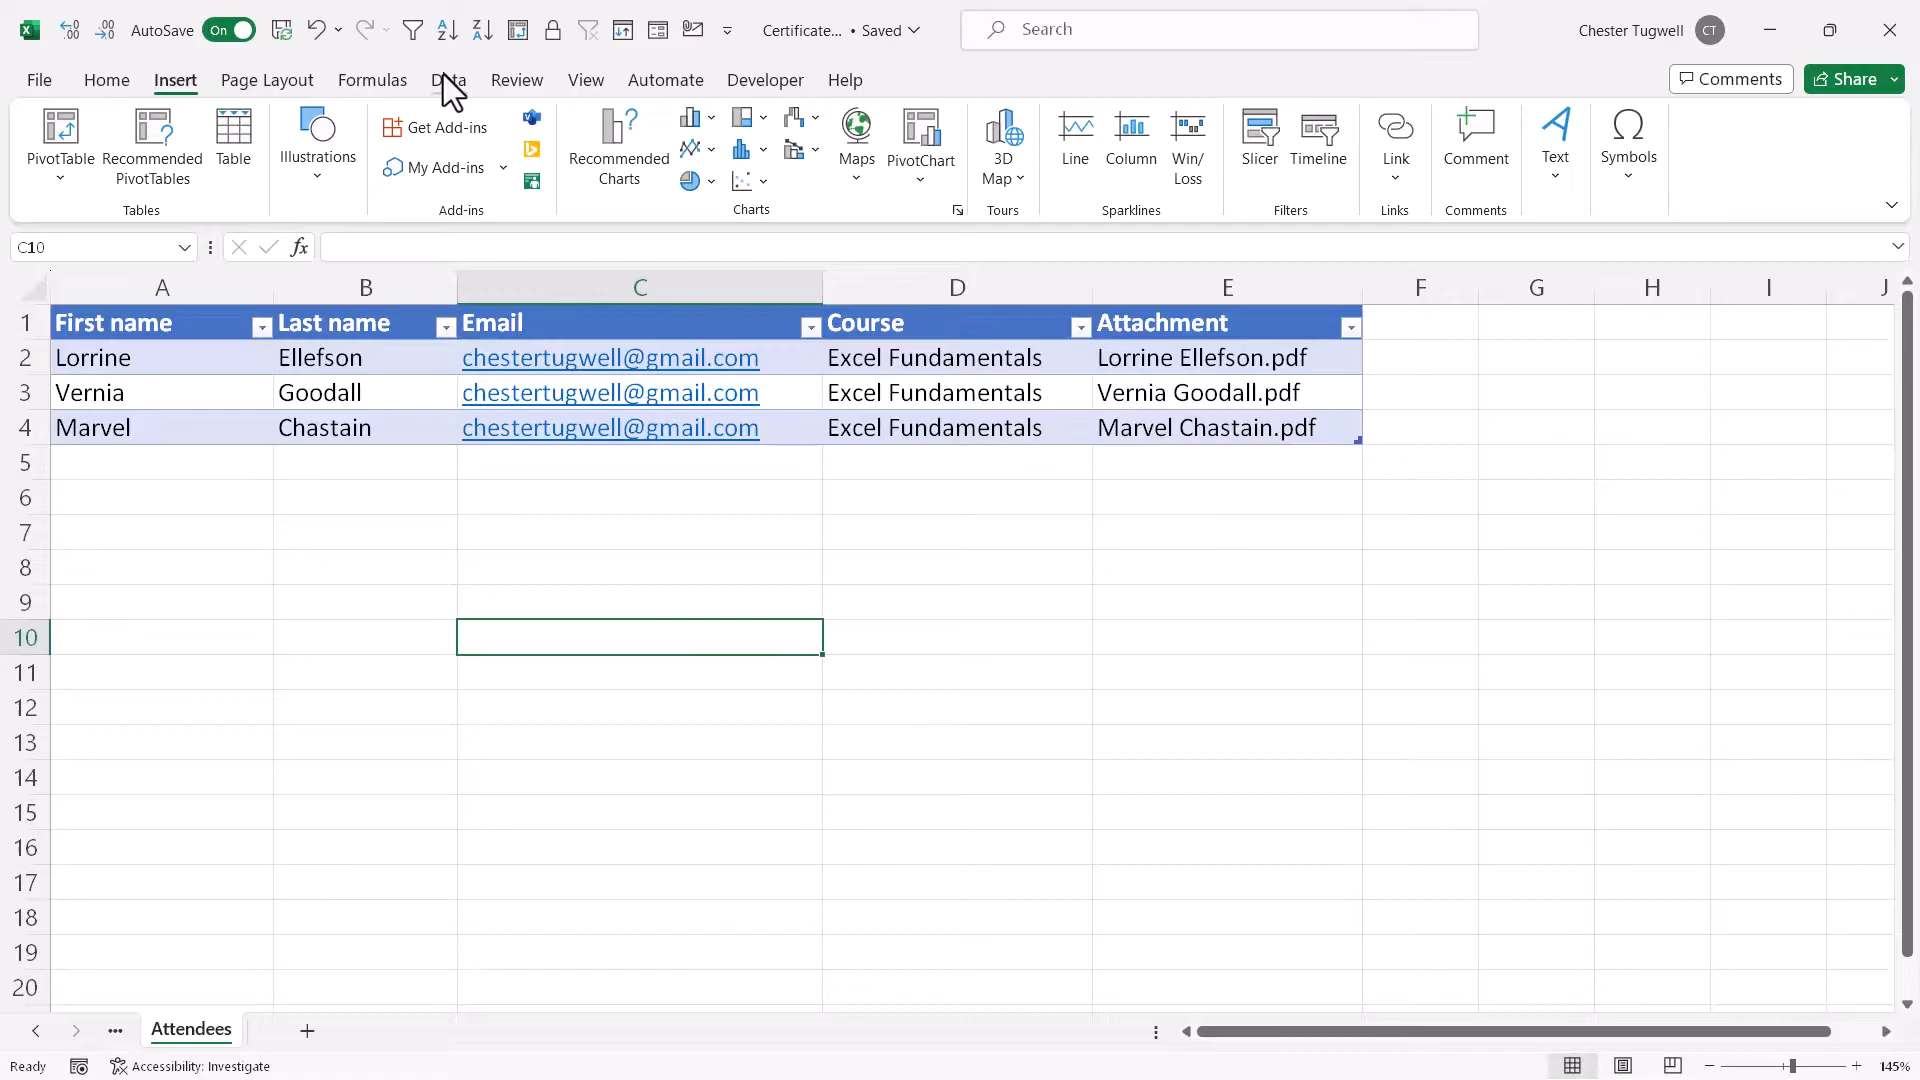 AutoSave On Certificate... • Saved Search Chester Tugwell CT
File Home Insert Page Layout Formulas Data Review View Automate Developer Help Comments Share
PivotTable Recommended PivotTables Table
Tables
Illustrations
Get Add-ins
My Add-ins
Add-ins
Recommended Charts
Maps PivotChart
Charts
3D Map
Tours
Line Column Win/Loss
Sparklines
Slicer Timeline
Filters
Link
Links
Comment
Comments
Text
Symbols
C10 fx
A B C D E F G H I J
1 First name Last name Email Course Attachment
2 Lorrine Ellefson chestertugwell@gmail.com Excel Fundamentals Lorrine Ellefson.pdf
3 Vernia Goodall chestertugwell@gmail.com Excel Fundamentals Vernia Goodall.pdf
4 Marvel Chastain chestertugwell@gmail.com Excel Fundamentals Marvel Chastain.pdf
5
6
7
8
9
10
11
12
13
14
15
16
17
18
19
20
Attendees
Ready Accessibility: Investigate 145%